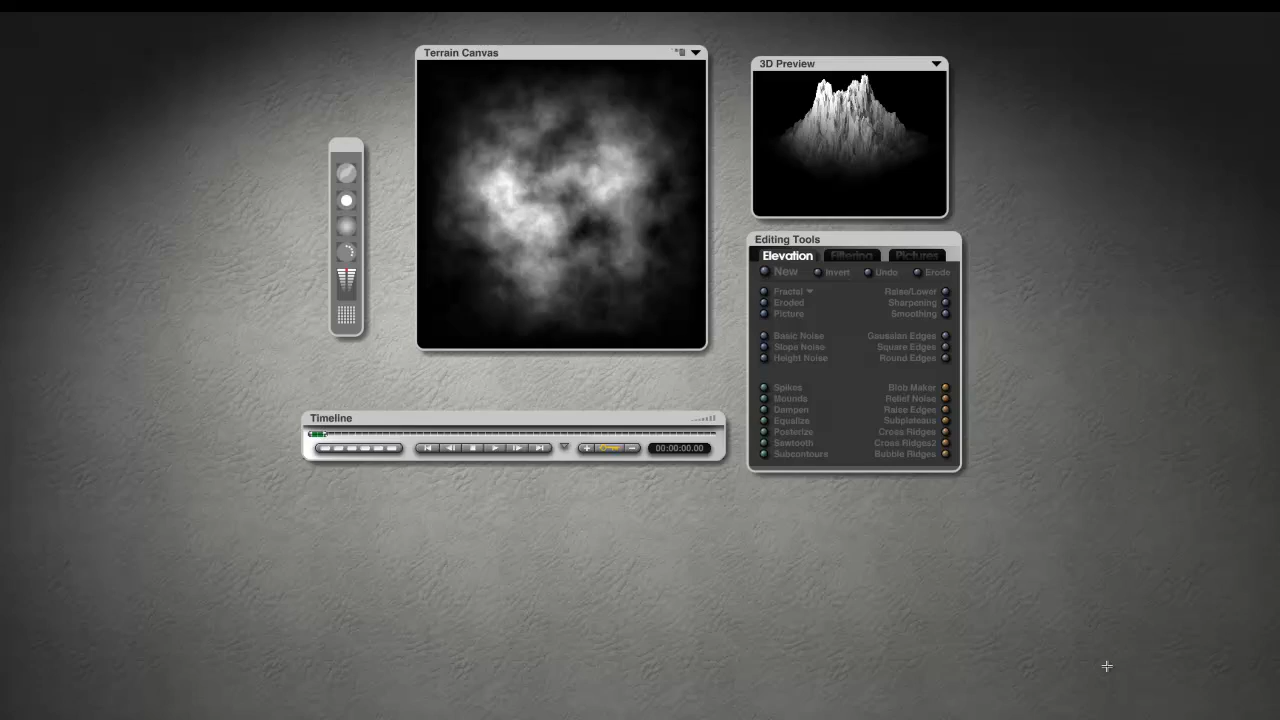 Terrain Canvas
3D Preview
Editing Tools
Elevation Filtering Pictures
New Invert Undo Erode
Fractal Raise/Lower
Eroded Sharpening
Picture Smoothing
Basic Noise Gaussian Edges
Slope Noise Square Edges
Height Noise Round Edges
Spikes Blob Maker
Mounds Relief Noise
Dampen Raise Edges
Equalize Subplateaus
Posterize Cross Ridges
Sawtooth Cross Ridges2
Subcontours Bubble Ridges
Timeline
00:00:00.00